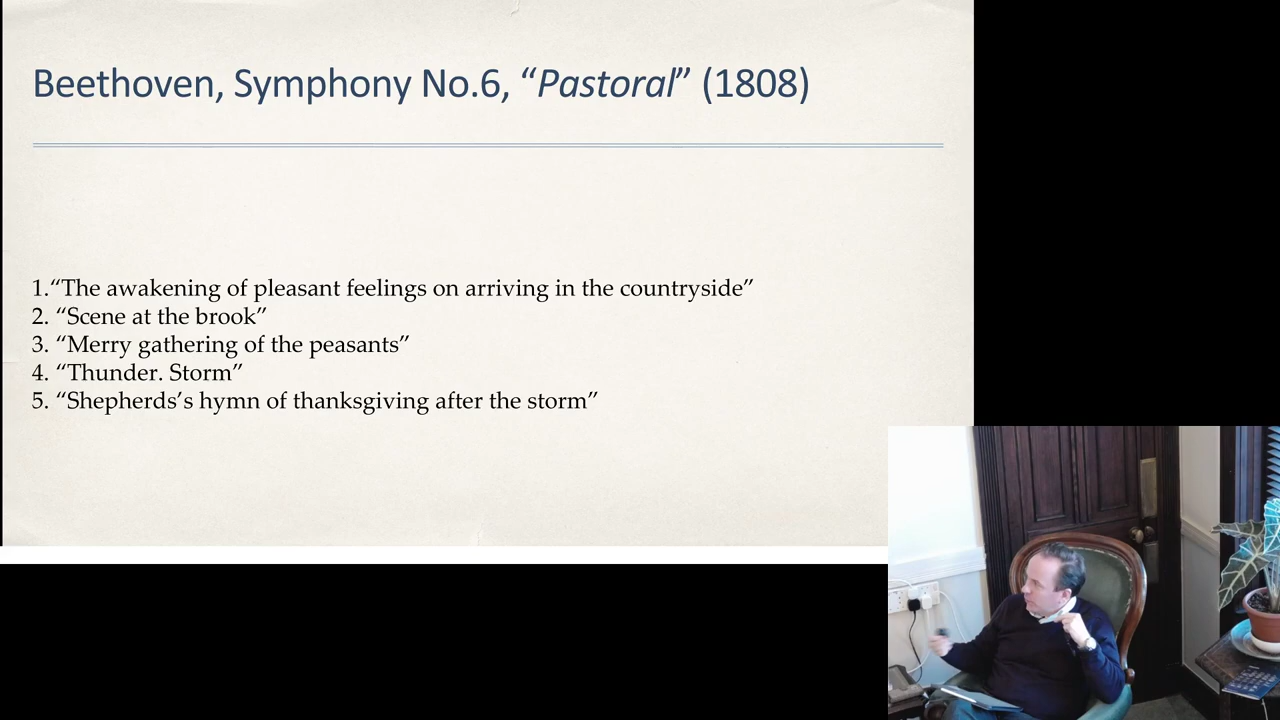 Beethoven, Symphony No.6, “Pastoral” (1808)
1.“The awakening of pleasant feelings on arriving in the countryside”
2. “Scene at the brook”
3. “Merry gathering of the peasants”
4. “Thunder. Storm”
5. “Shepherds’s hymn of thanksgiving after the storm”